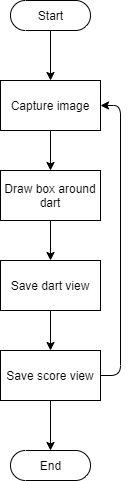 Start
Capture image
Draw box around
dart
Save dart view
Save score view
End